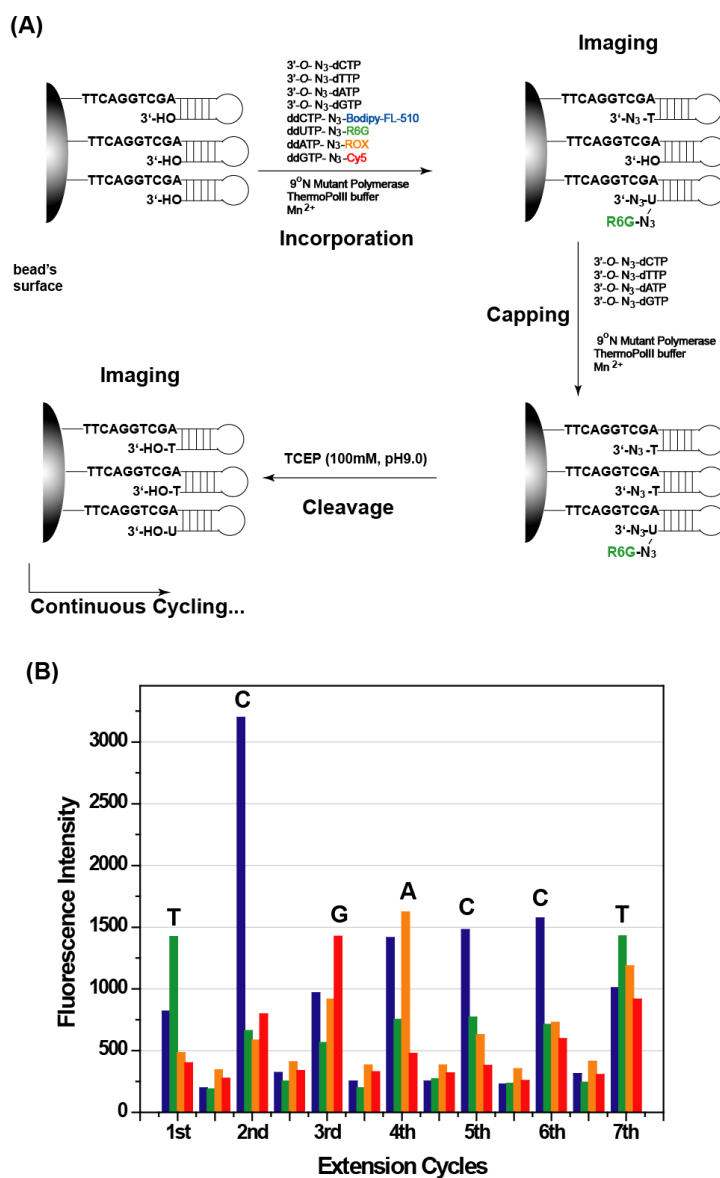 (A)
TTCAGGTCGA
3'-HO
TTCAGGTCGA
3'-HO
TTCAGGTCGA
3'-HO
bead's
surface
3'-O- N3-dCTP
3'-O- N3-dTTP
3'-O- N3-dATP
3'-O- N3-dGTP
ddCTP- N3-Bodipy-FL-510
ddUTP- N3-R6G
ddATP- N3-ROX
ddGTP- N3-Cy5
9°N Mutant Polymerase
ThermoPolII buffer
Mn2+
Incorporation
Imaging
TTCAGGTCGA
3'-N3-T
TTCAGGTCGA
3'-HO
TTCAGGTCGA
3'-N3-U
R6G-N3
Capping
3'-O- N3-dCTP
3'-O- N3-dTTP
3'-O- N3-dATP
3'-O- N3-dGTP
9°N Mutant Polymerase
ThermoPolII buffer
Mn 2+
TTCAGGTCGA
3'-N3-T
TTCAGGTCGA
3'-N3-T
TTCAGGTCGA
3'-N3-U
R6G-N3
TCEP (100mM, pH9.0)
Cleavage
Imaging
TTCAGGTCGA
3'-HO-T
TTCAGGTCGA
3'-HO-T
TTCAGGTCGA
3'-HO-U
Continuous Cycling...
(B)
Fluorescence Intensity
3000
2500
2000
1500
1000
500
0
T
C
G
A
C
C
T
1st 2nd 3rd 4th 5th 6th 7th
Extension Cycles